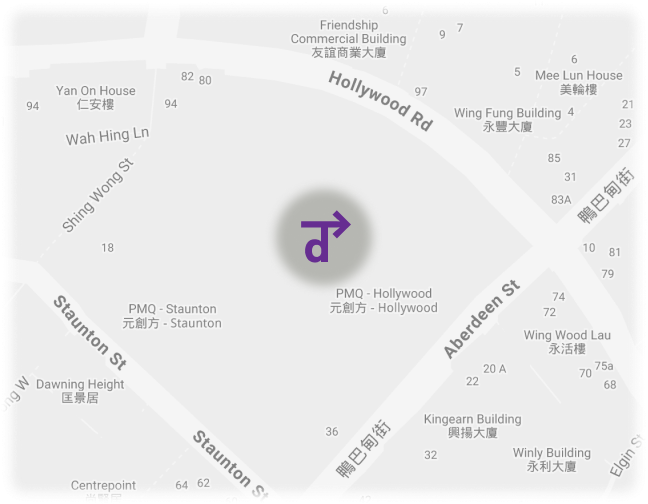 6
Friendship
Commercial Building
友誼商業大廈
9
7
Hollywood Rd
82
80
97
5
6
Mee Lun House
美輪樓
Yan On House
仁安樓
94
94
Wah Hing Ln
Wing Fung Building
永豐大廈
4
21
23
27
85
31
83A
鴨巴甸街
Shing Wong St
18
d
10
81
79
PMQ - Staunton
元創方 - Staunton
PMQ - Hollywood
元創方 - Hollywood
Aberdeen St
74
72
Staunton St
Wing Wood Lau
永活樓
75a
70
68
20 A
22
Dawning Height
匡景居
ng W
36
鴨巴甸街
Kingearn Building
興揚大廈
32
Winly Building
永利大廈
Elgin S
Staunton St
Centrepoint
64
62